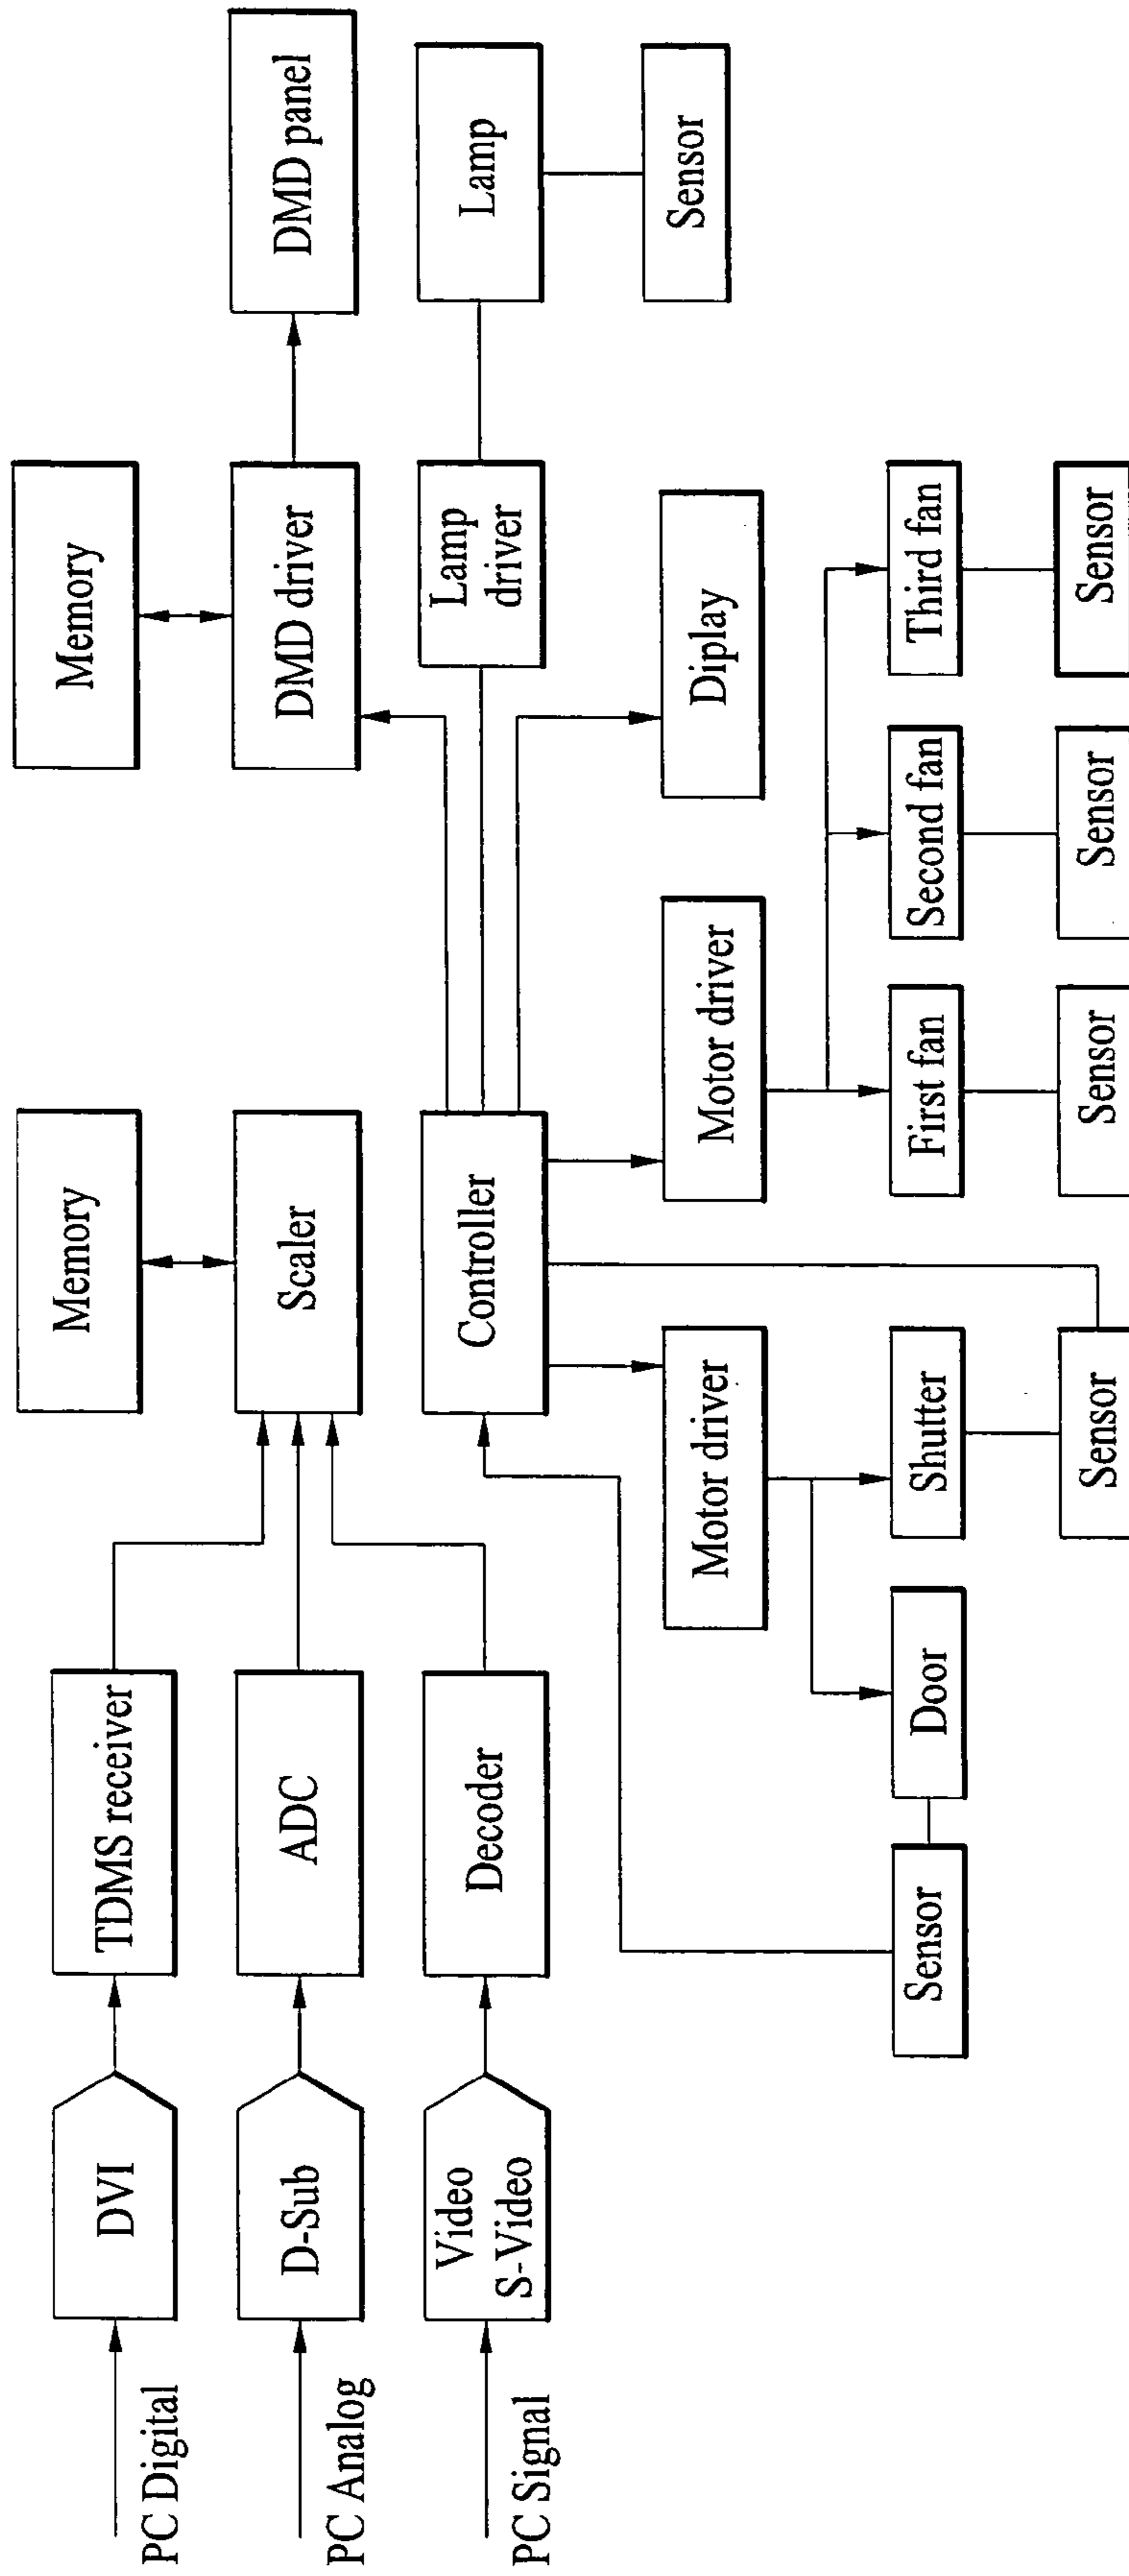 Memory
Memory
DVI
TDMS receiver
PC Digital
D-Sub
ADC
Scaler
DMD driver
DMD panel
PC Analog
Video
S-Video
Decoder
Controller
Lamp
driver
Lamp
PC Signal
Motor driver
Motor driver
Diplay
Sensor
Sensor
Door
Shutter
First fan
Second fan
Third fan
Sensor
Sensor
Sensor
Sensor